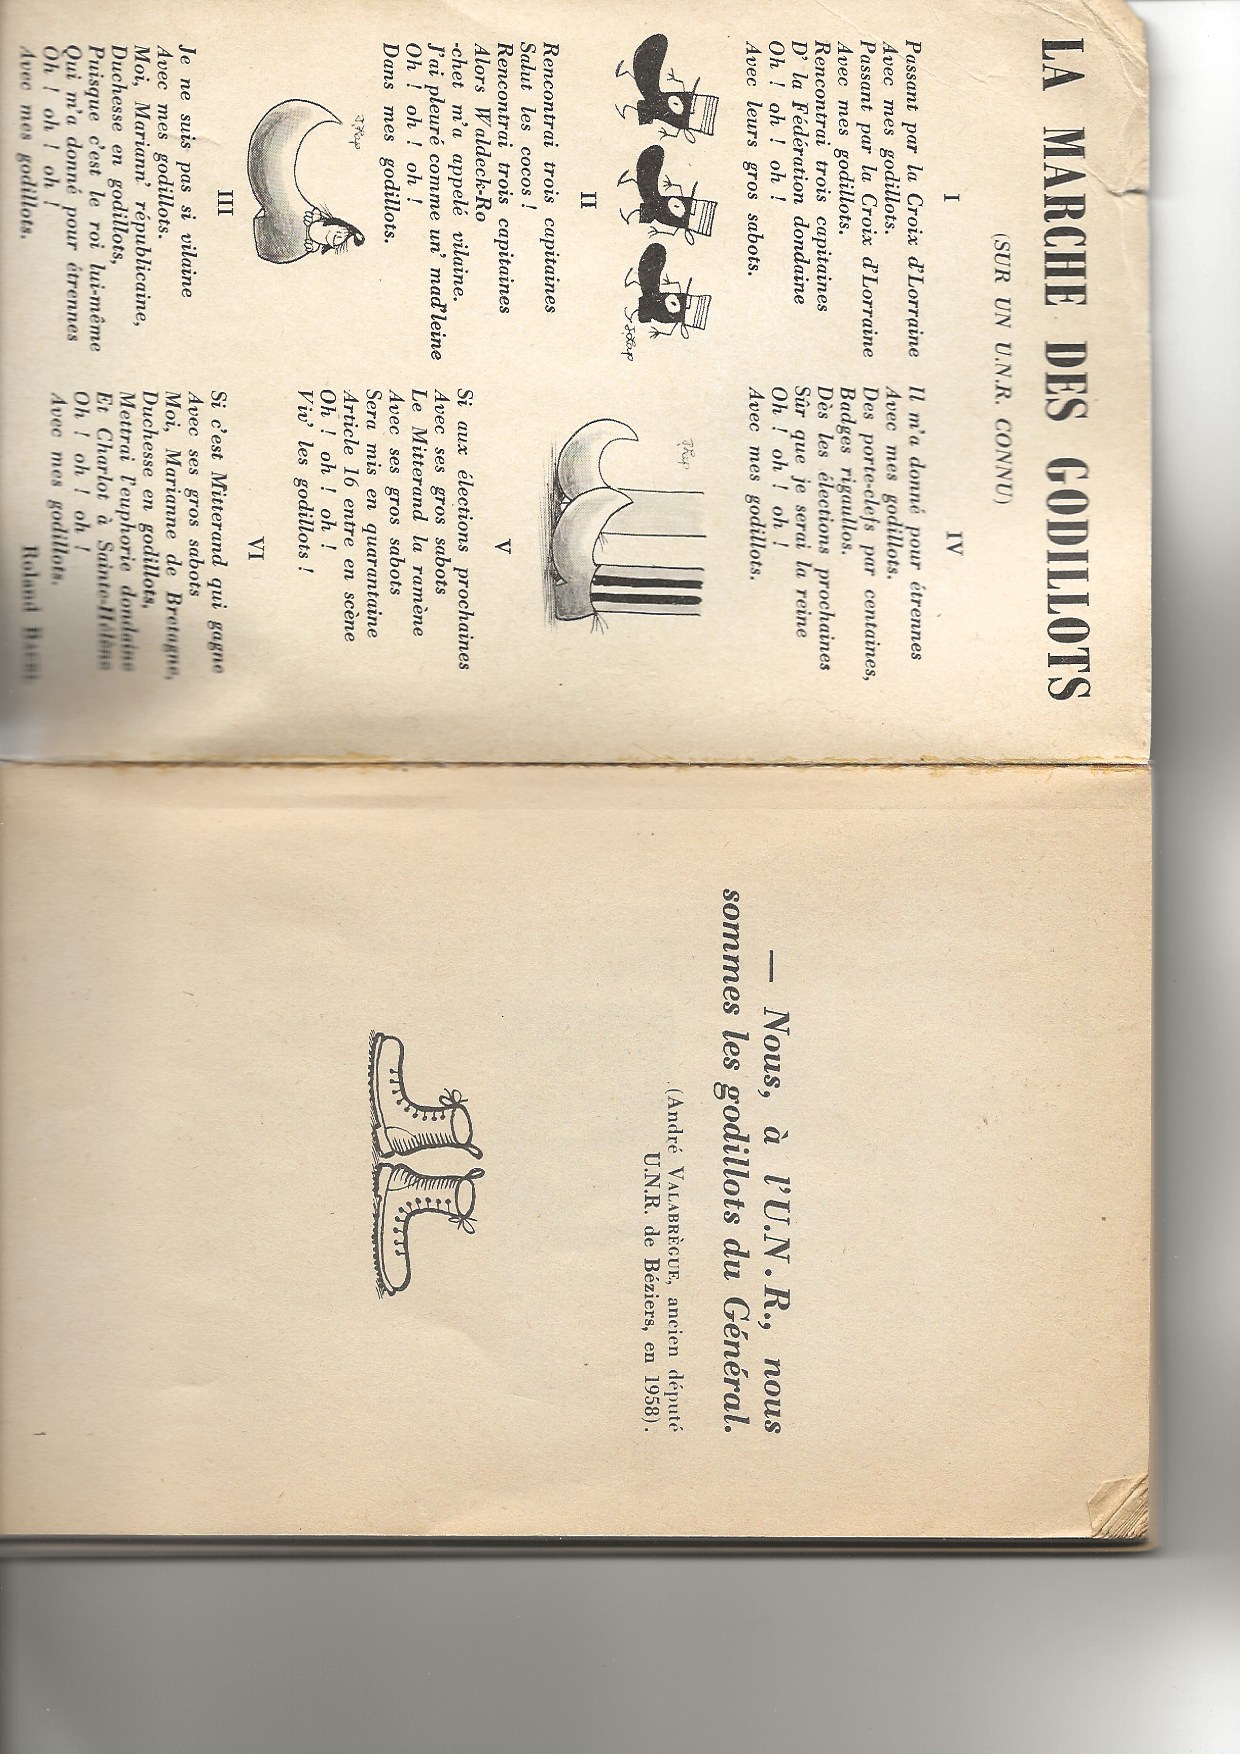 LA MARCHE DES GODILLOTS
(SUR UN U.N.R. CONNU)
I
Passant par la Croix d'Lorraine
Avec mes godillots.
Passant par la Croix d'Lorraine
Avec mes godillots.
Rencontrai trois capitaines
D' la Fédération dondaine
Oh ! oh ! oh !
Avec leurs gros sabots.
II
Rencontrai trois capitaines
Salut les cocos !
Rencontrai trois capitaines
Alors Waldeck-Ro
-chet m'a appelé vilaine.
J'ai pleuré comme un' mad'leine
Oh ! oh ! oh !
Dans mes godillots.
III
Je ne suis pas si vilaine
Avec mes godillots.
Moi, Mariann' républicaine,
Duchesse en godillots,
Puisque c'est le roi lui-même
Qui m'a donné pour étrennes
Oh ! oh ! oh !
Avec mes godillots.
IV
Il m'a donné pour étrennes
Avec mes godillots.
Des porte-clefs par centaines,
Badges rigaullos.
Dès les élections prochaines
Sûr que je serai la reine
Oh ! oh ! oh !
Avec mes godillots.
V
Si aux élections prochaines
Avec ses gros sabots
Le Mitterand la ramène
Avec ses gros sabots
Sera mis en quarantaine
Article 16 entre en scène
Oh ! oh ! oh !
Viv' les godillots !
VI
Si c'est Mitterand qui gagne
Avec ses gros sabots
Moi, Marianne de Bretagne,
Duchesse en godillots,
Mettrai l'euphorie dondaine
Et Charlot à Sainte-Hélène
Oh ! oh ! oh !
Avec mes godillots.
Roland
— Nous, à l'U.N.R., nous
sommes les godillots du Général.
(André VALABRÈGUE, ancien député
U.N.R. de Béziers, en 1958).